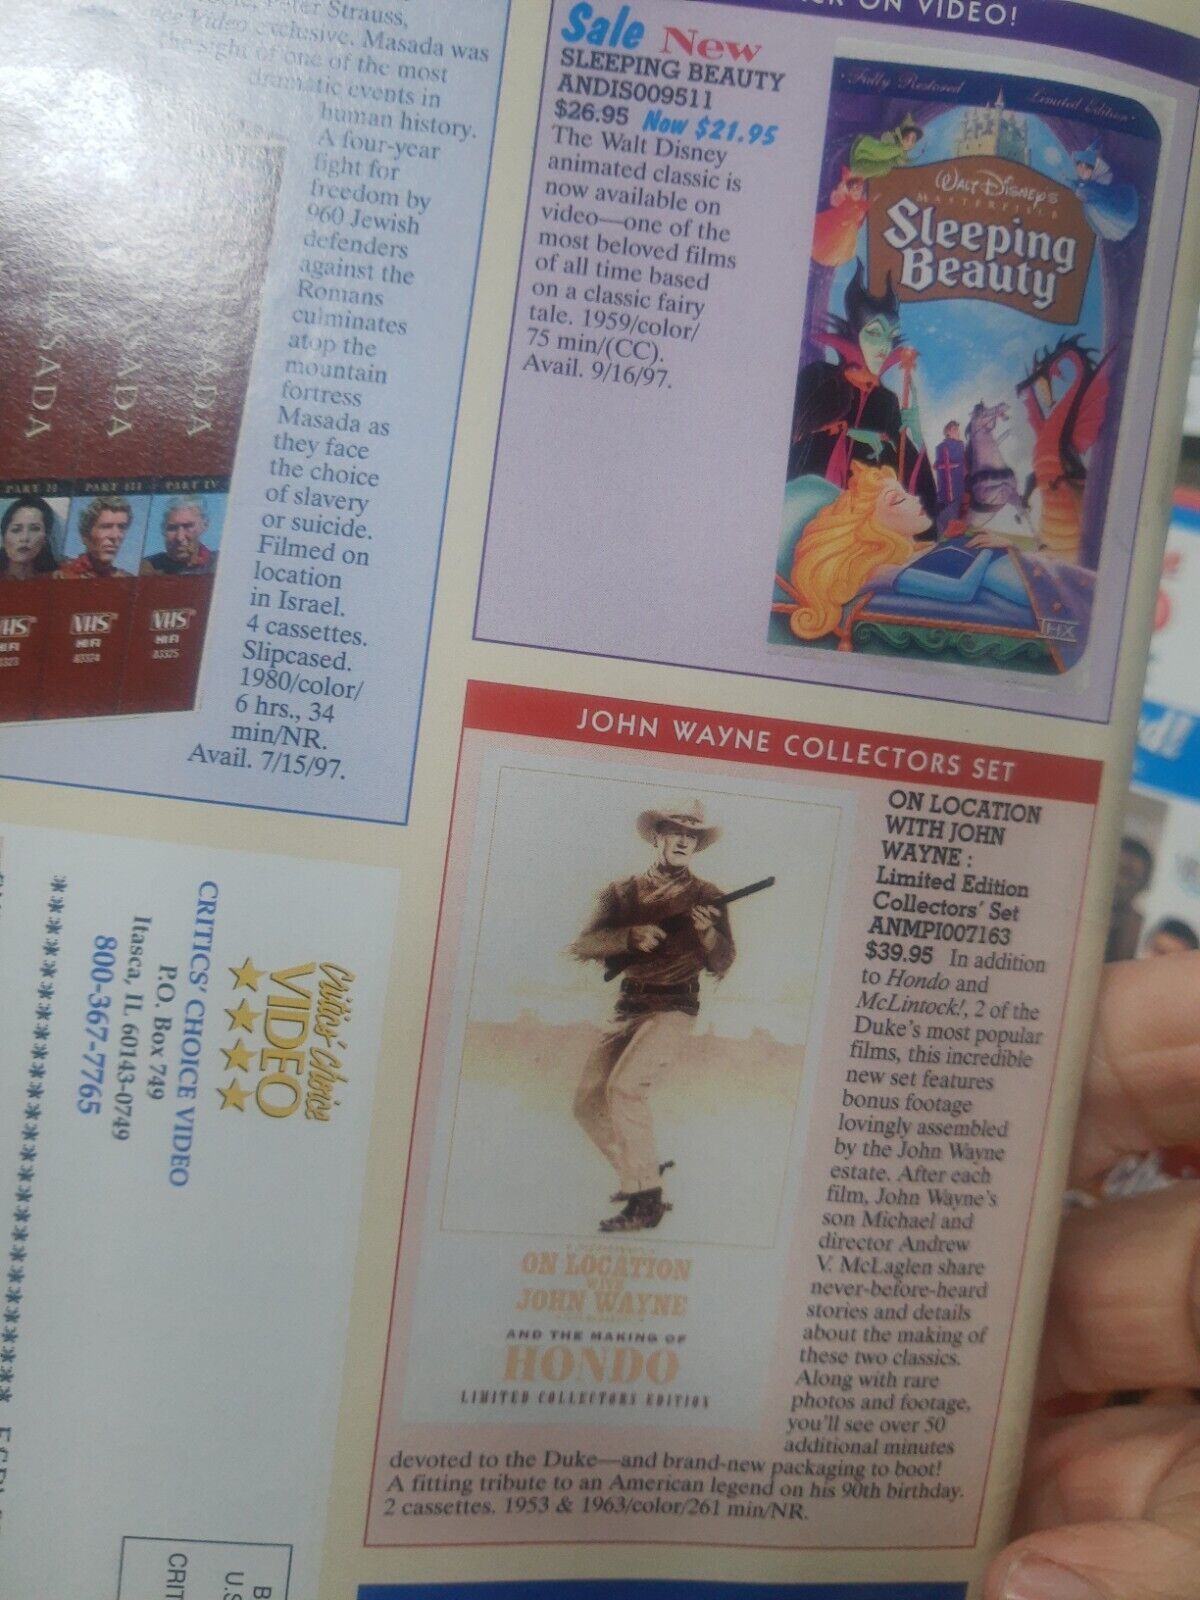 Strauss,
Video exclusive. Masada was
the sight of one of the most
dramatic events in
human history.
A four-year
fight for
freedom by
960 Jewish
defenders
against the
Romans
culminates
atop the
mountain
fortress
Masada as
they face
the choice
of slavery
or suicide.
Filmed on
location
in Israel.
4 cassettes.
Slipcased.
1980/color/
6 hrs., 34
min/NR.
Avail. 7/15/97.
MASADA
PART II
PART III
PART IV
VHS
HI FI
83324
VHS
HI FI
83325
ON VIDEO!
Sale New
SLEEPING BEAUTY
ANDIS009511
$26.95 Now $21.95
The Walt Disney
animated classic is
now available on
video—one of the
most beloved films
of all time based
on a classic fairy
tale. 1959/color/
75 min/(CC).
Avail. 9/16/97.
Fully Restored
Limited Edition
WALT DISNEY'S
MASTERPIECE
Sleeping
Beauty
THX
JOHN WAYNE COLLECTORS SET
ON LOCATION
WITH JOHN
WAYNE :
Limited Edition
Collectors' Set
ANMPI007163
$39.95 In addition
to Hondo and
McLintock!, 2 of the
Duke's most popular
films, this incredible
new set features
bonus footage
lovingly assembled
by the John Wayne
estate. After each
film, John Wayne's
son Michael and
director Andrew
V. McLaglen share
never-before-heard
stories and details
about the making of
these two classics.
Along with rare
photos and footage,
you'll see over 50
additional minutes
devoted to the Duke—and brand-new packaging to boot!
A fitting tribute to an American legend on his 90th birthday.
2 cassettes. 1953 & 1963/color/261 min/NR.
ON LOCATION
WITH
JOHN WAYNE
AND THE MAKING OF
HONDO
LIMITED COLLECTORS EDITION
Critics' Choice
VIDEO
CRITICS' CHOICE VIDEO
P.O. Box 749
Itasca, IL 60143-0749
800-367-7765
U.S
CRIT